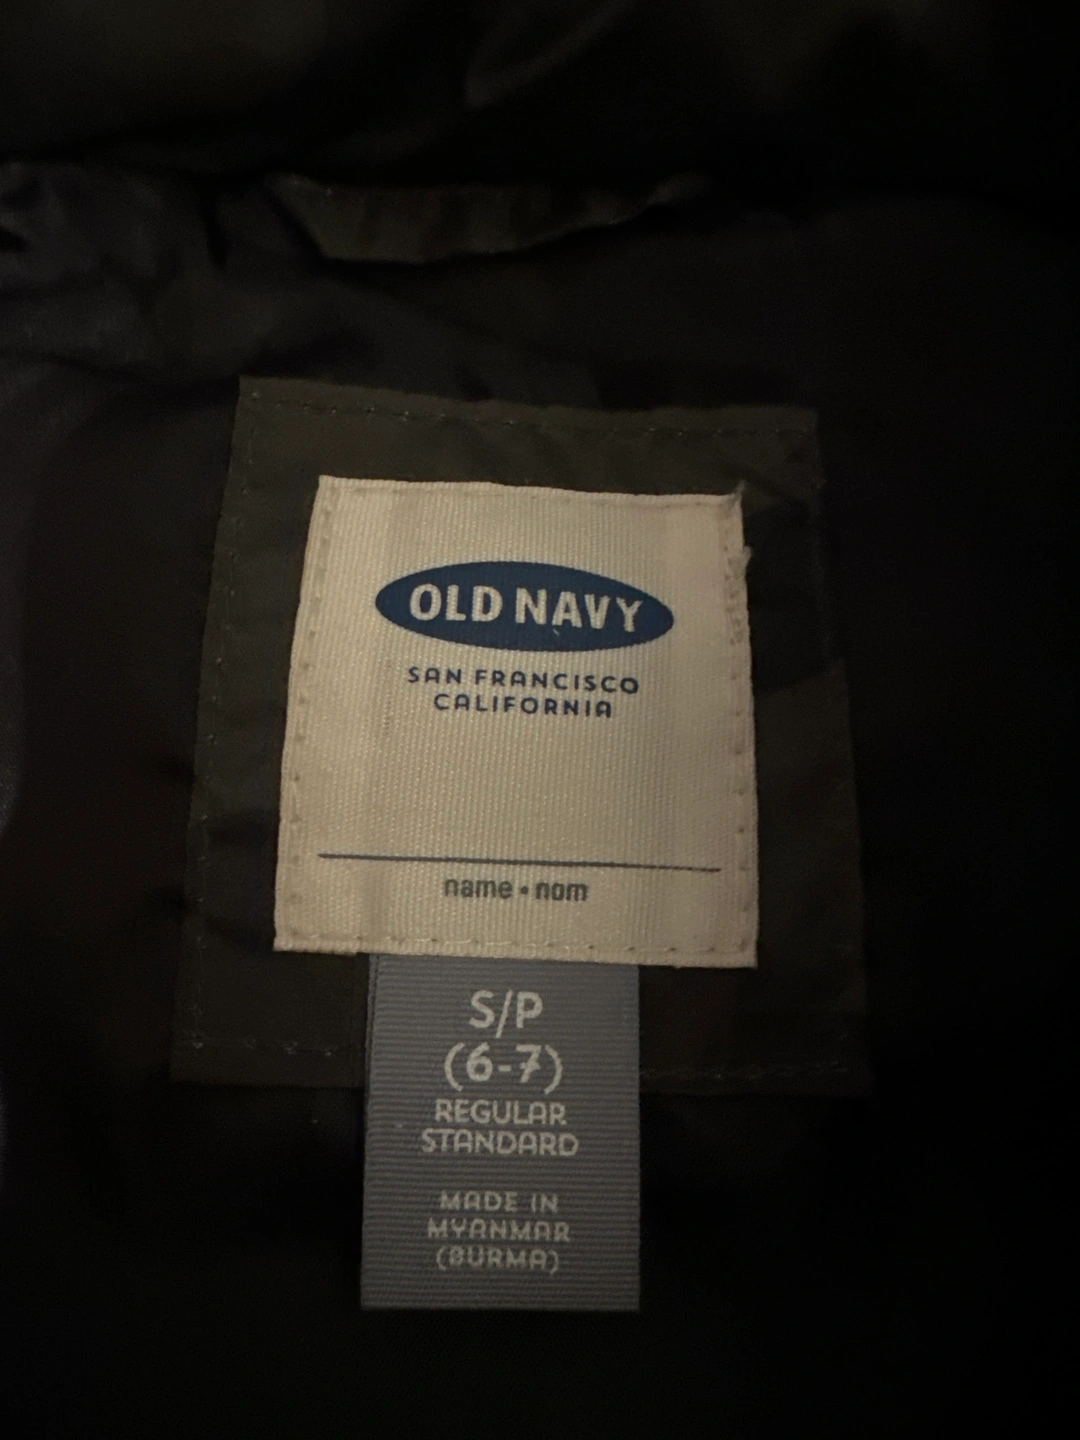 OLD NAVY
SAN FRANCISCO
CALIFORNIA
name • nom
S/P
(6-7)
REGULAR
STANDARD
MADE IN
MYANMAR
(BURMA)